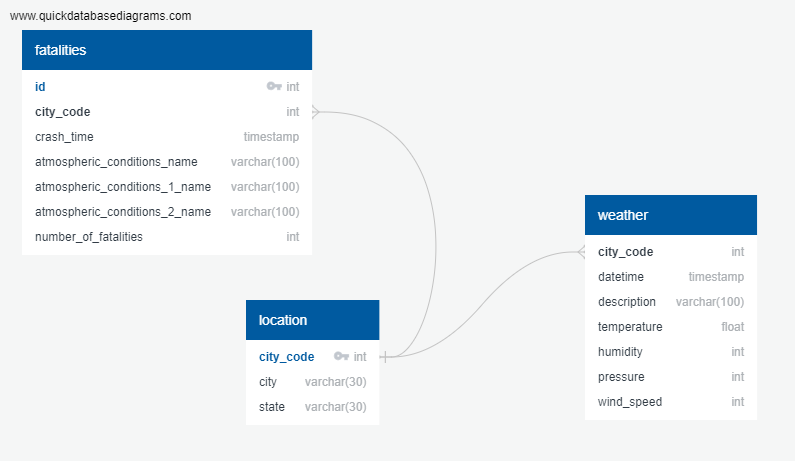 www.quickdatabasediagrams.com
fatalities
id int
city_code int
crash_time timestamp
atmospheric_conditions_name varchar(100)
atmospheric_conditions_1_name varchar(100)
atmospheric_conditions_2_name varchar(100)
number_of_fatalities int
weather
city_code int
datetime timestamp
description varchar(100)
temperature float
humidity int
pressure int
wind_speed int
location
city_code int
city varchar(30)
state varchar(30)